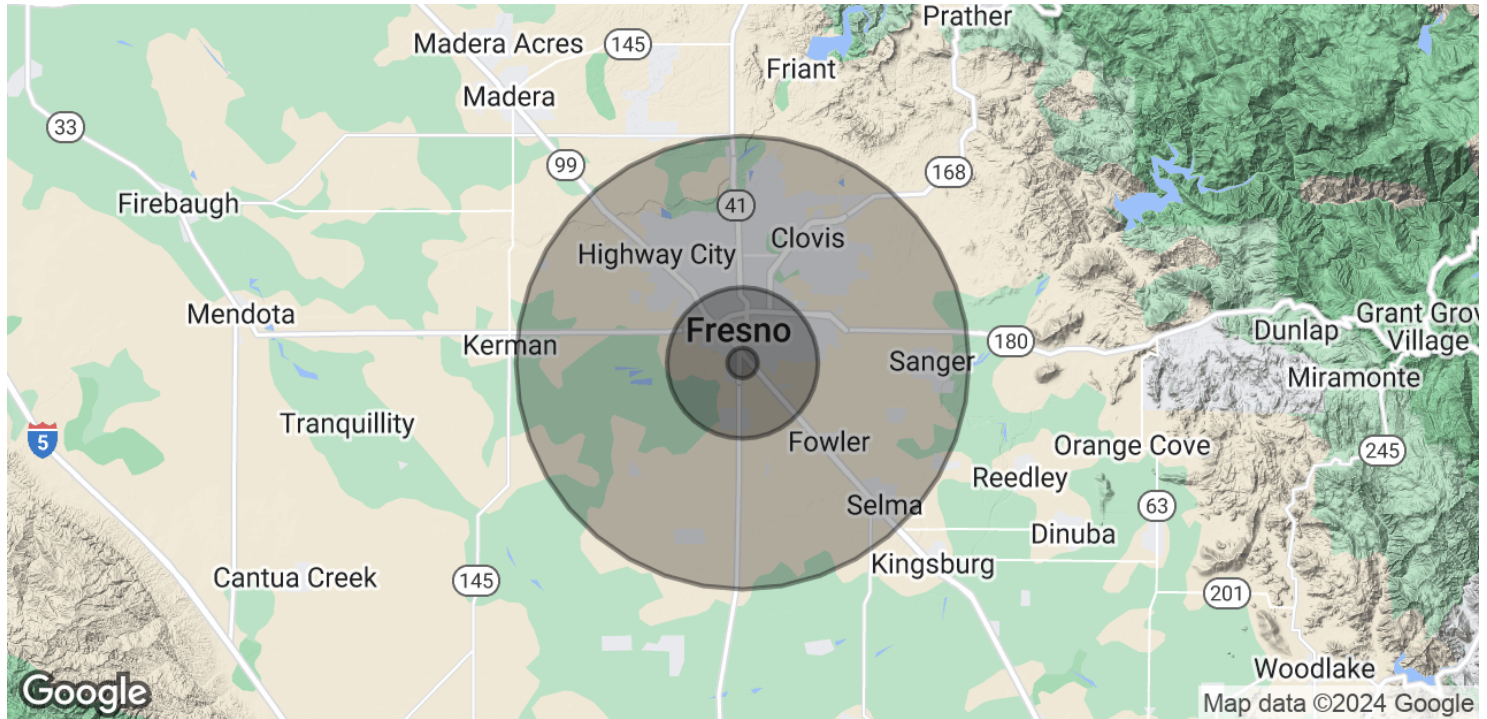 Prather
Madera Acres
145
Friant
Madera
33
99
168
Firebaugh
41
Clovis
Highway City
Mendota
Grant Grov
Village
Dunlap
Fresno
180
Kerman
Sanger
Miramonte
Tranquillity
5
Fowler
Orange Cove
245
Reedley
Selma
63
Dinuba
Kingsburg
Cantua Creek
145
201
Woodlake
Google
Map data ©2024 Google